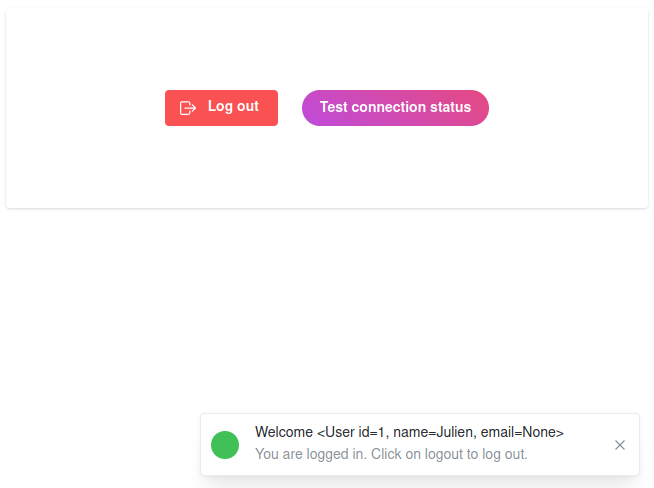 Log out
Test connection status
Welcome <User id=1, name=Julien, email=None>
You are logged in. Click on logout to log out.